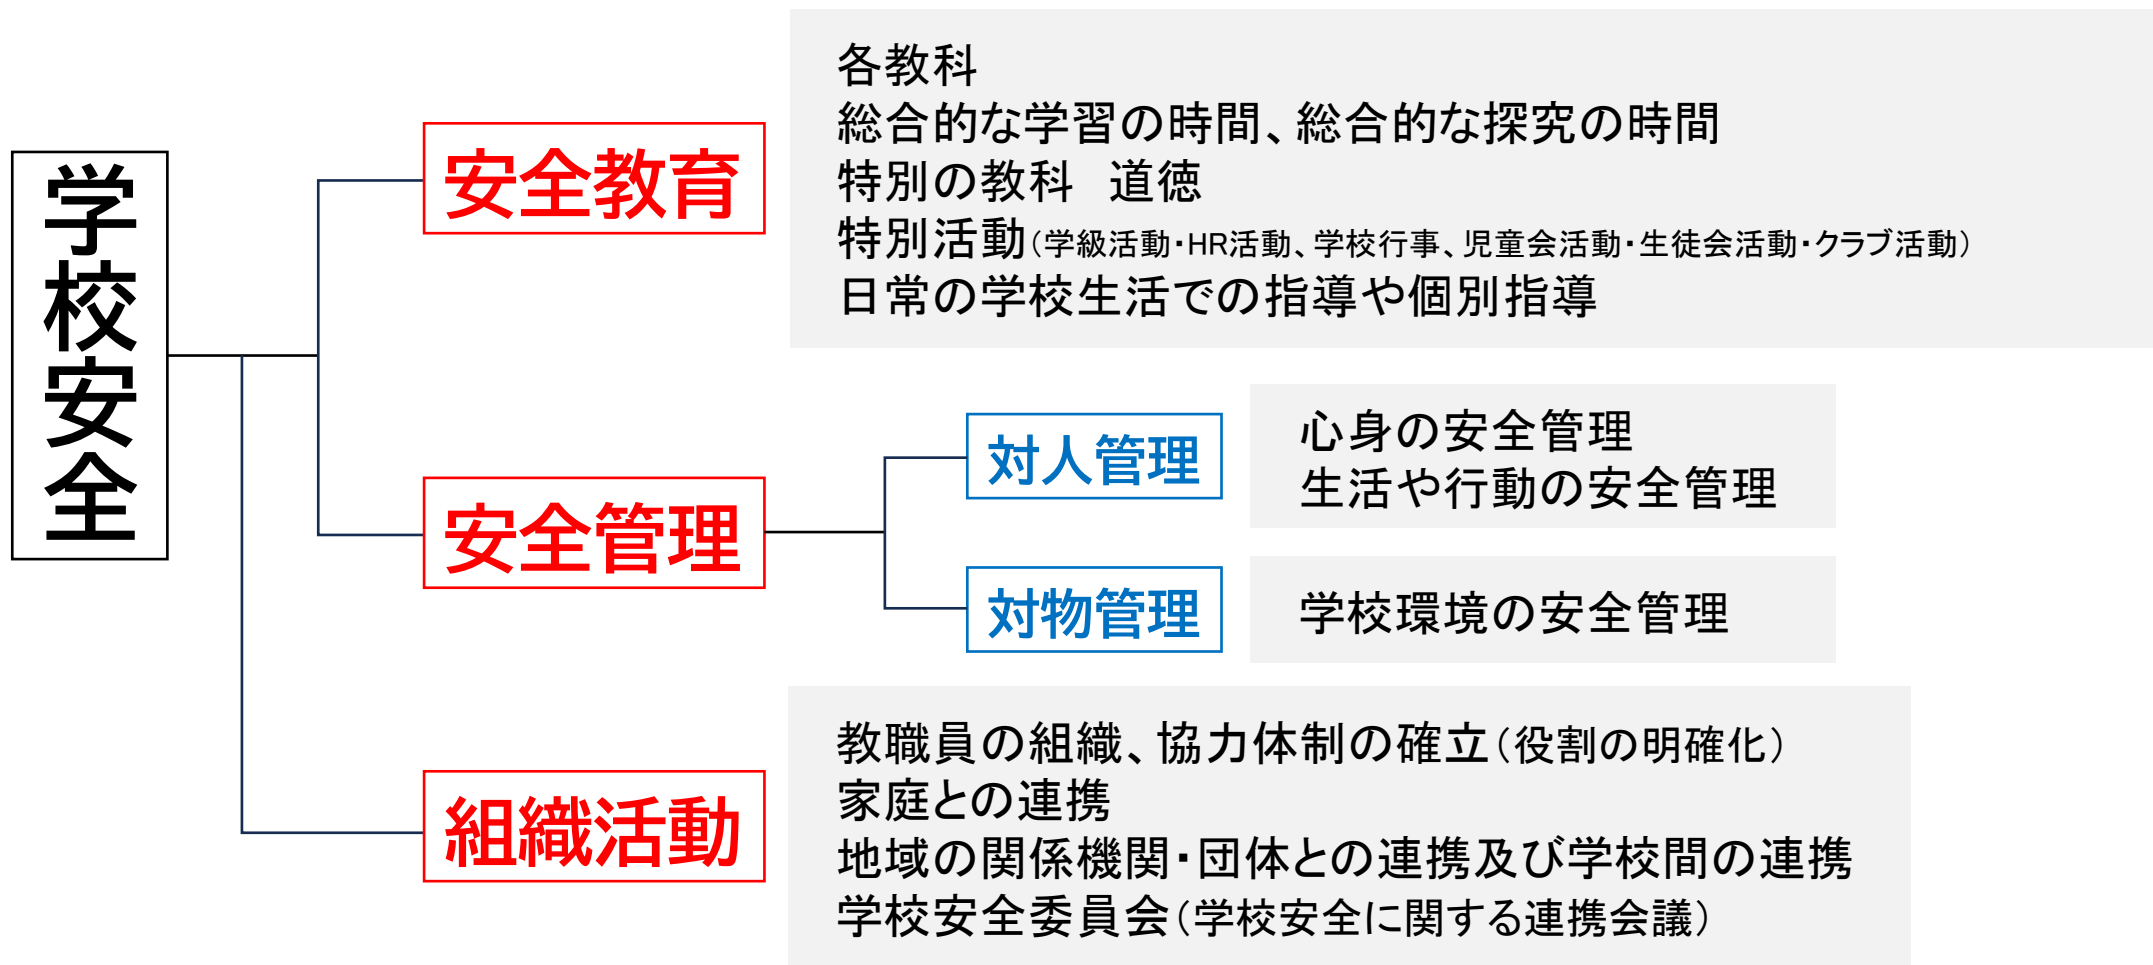 学校安全
安全教育
各教科
総合的な学習の時間、総合的な探究の時間
特別の教科　道徳
特別活動(学級活動・HR活動、学校行事、児童会活動・生徒会活動・クラブ活動)
日常の学校生活での指導や個別指導
安全管理
対人管理
心身の安全管理
生活や行動の安全管理
対物管理
学校環境の安全管理
組織活動
教職員の組織、協力体制の確立(役割の明確化)
家庭との連携
地域の関係機関・団体との連携及び学校間の連携
学校安全委員会(学校安全に関する連携会議)